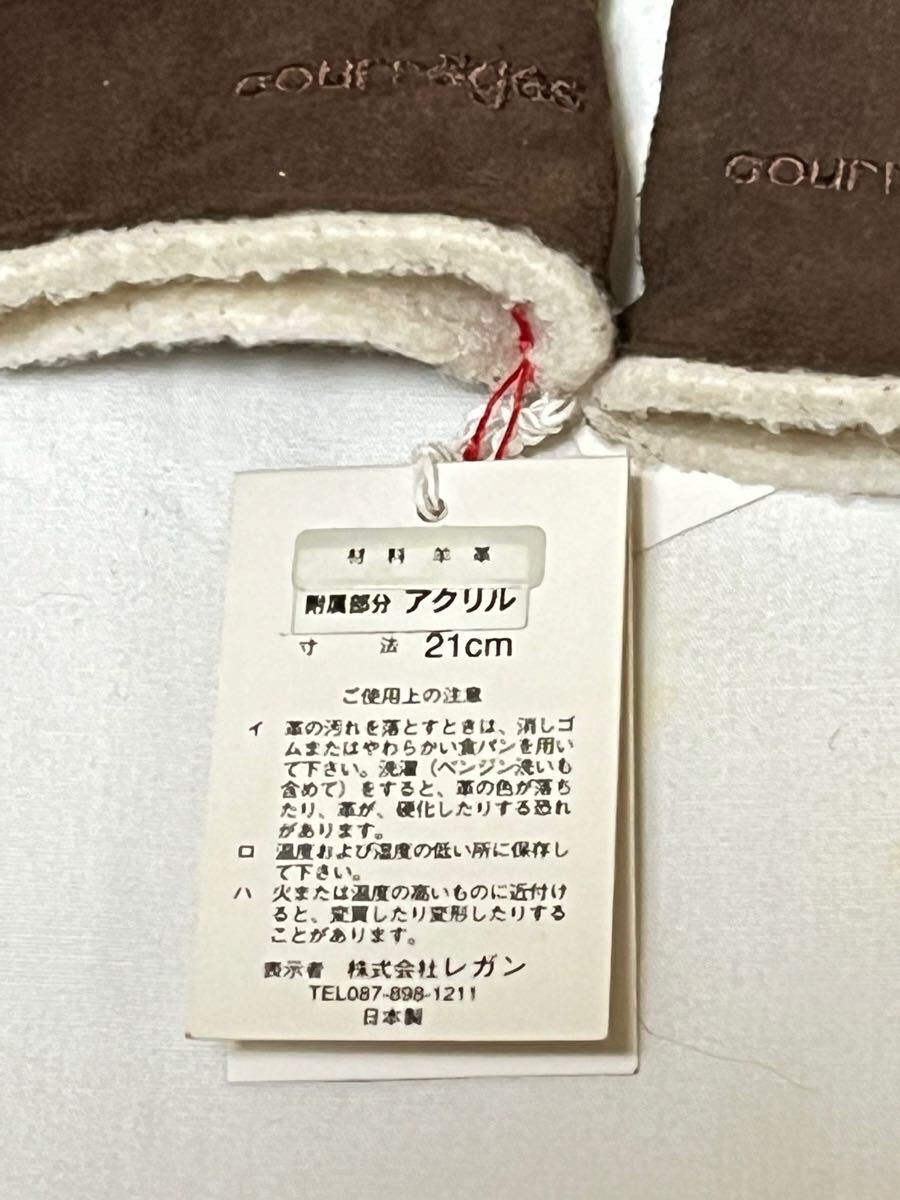 courrèges
courr
材料 羊革
附属部分 アクリル
寸法 21cm
ご使用上の注意
イ 革の汚れを落とすときは、消しゴ
ムまたはやわらかい食パンを用い
て下さい。洗濯（ベンジン洗いも
含めて）をすると、革の色が落ち
たり、革が、硬化したりする恐れ
があります。
ロ 温度および湿度の低い所に保存し
て下さい。
ハ 火または温度の高いものに近付け
ると、変質したり変形したりする
ことがあります。
表示者 株式会社レガン
TEL087-898-1211
日本製